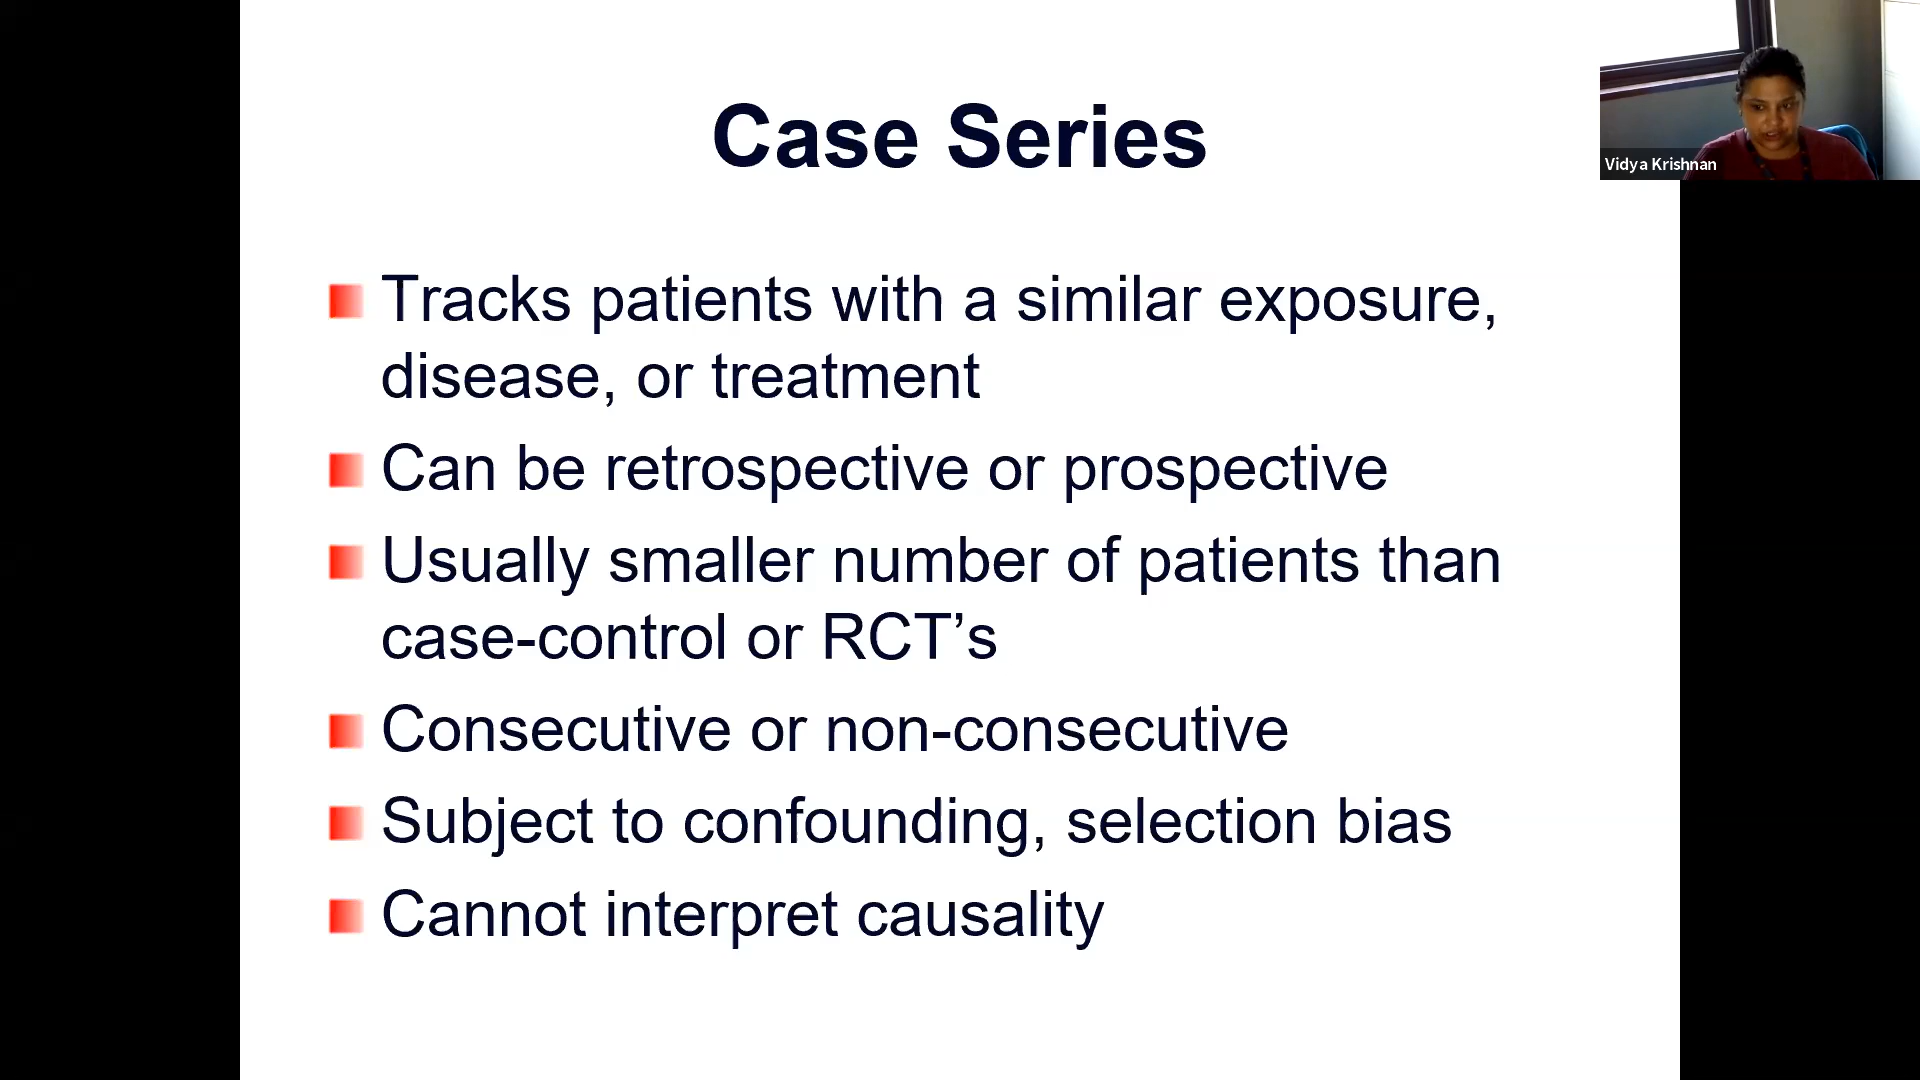 Case Series
Vidya Krishnan
Tracks patients with a similar exposure,
disease, or treatment
Can be retrospective or prospective
Usually smaller number of patients than
case-control or RCT’s
Consecutive or non-consecutive
Subject to confounding, selection bias
Cannot interpret causality